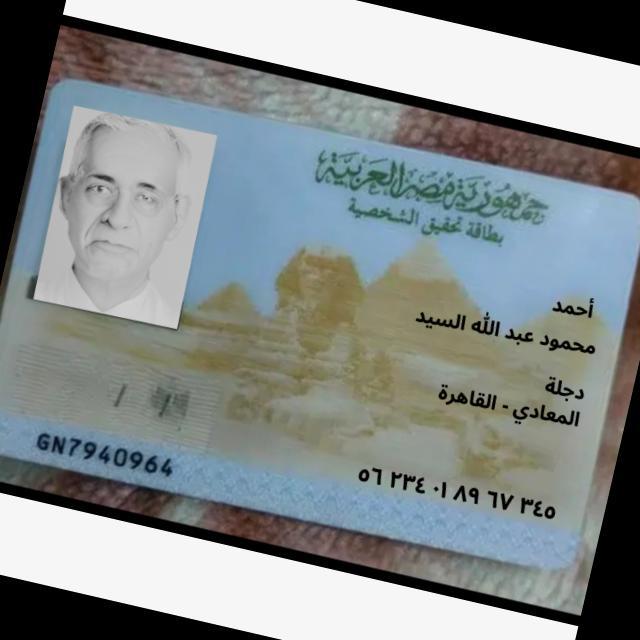 جمهورية مصر العربية
بطاقة تحقيق الشخصية
أحمد
محمود عبد الله السيد
دجلة
المعادي - القاهرة
٥٦ ٢٣٤ ٠١ ٨٩ ٦٧ ٣٤٥
GN7940964